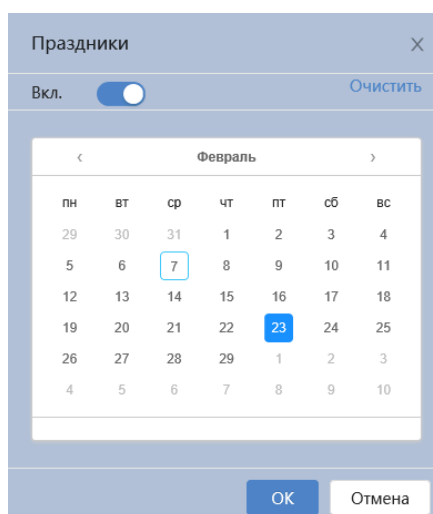 Праздники X
Вкл. Очистить
< Февраль >
пн вт ср чт пт сб вс
29 30 31 1 2 3 4
5 6 7 8 9 10 11
12 13 14 15 16 17 18
19 20 21 22 23 24 25
26 27 28 29 1 2 3
4 5 6 7 8 9 10
OK Отмена